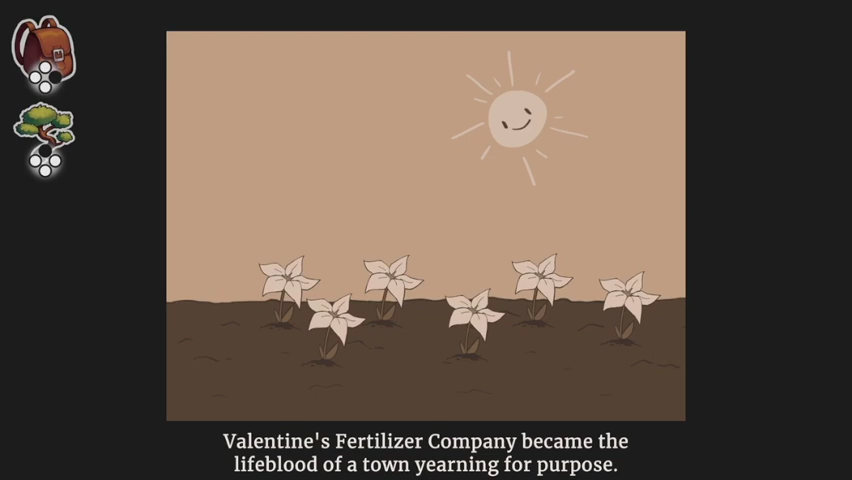 Valentine's Fertilizer Company became the
lifeblood of a town yearning for purpose.